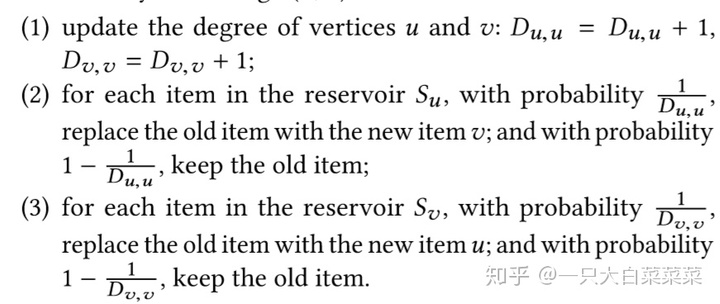 (1) update the degree of vertices u and v: D_{u,u} = D_{u,u} + 1,
D_{v,v} = D_{v,v} + 1;
(2) for each item in the reservoir S_u, with probability \frac{1}{D_{u,u}},
replace the old item with the new item v; and with probability
1 − \frac{1}{D_{u,u}}, keep the old item;
(3) for each item in the reservoir S_v, with probability \frac{1}{D_{v,v}},
replace the old item with the new item u; and with probability
1 − \frac{1}{D_{v,v}}, keep the old item.
知乎 @一只大白菜菜菜